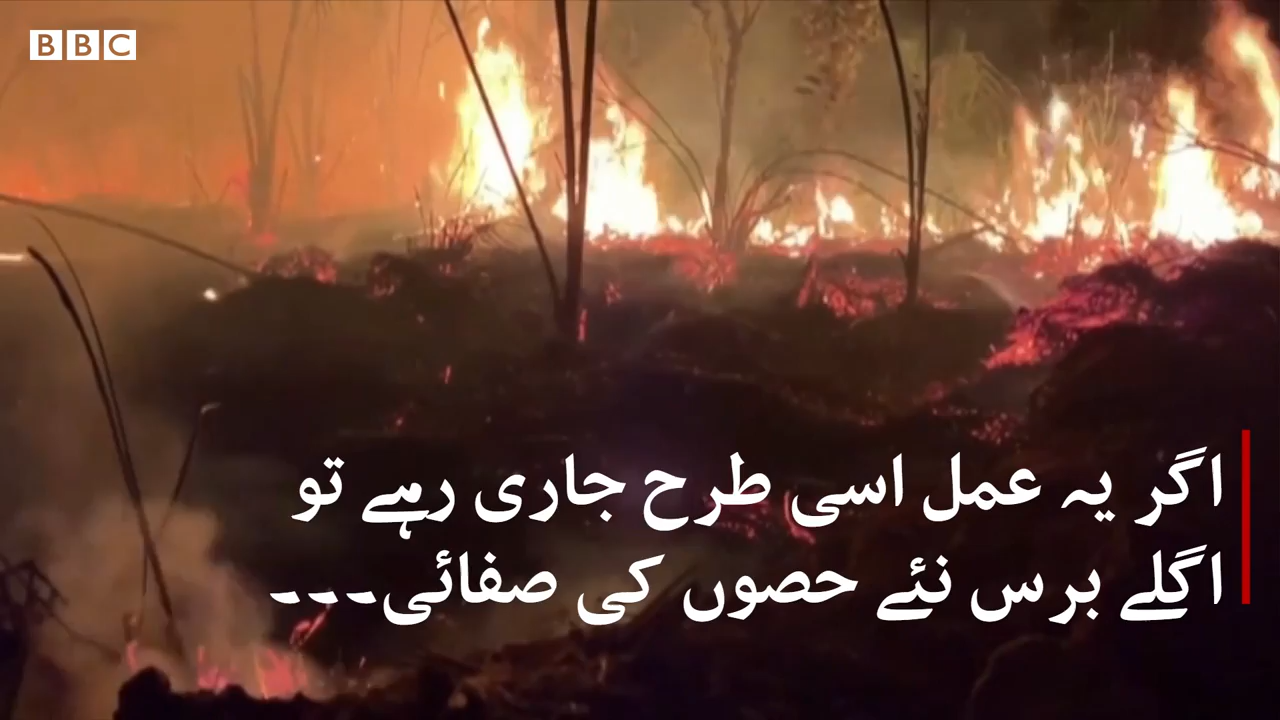 BBC
اگر یہ عمل اسی طرح جاری رہے تو
اگلے برس نئے حصوں کی صفائی۔۔۔